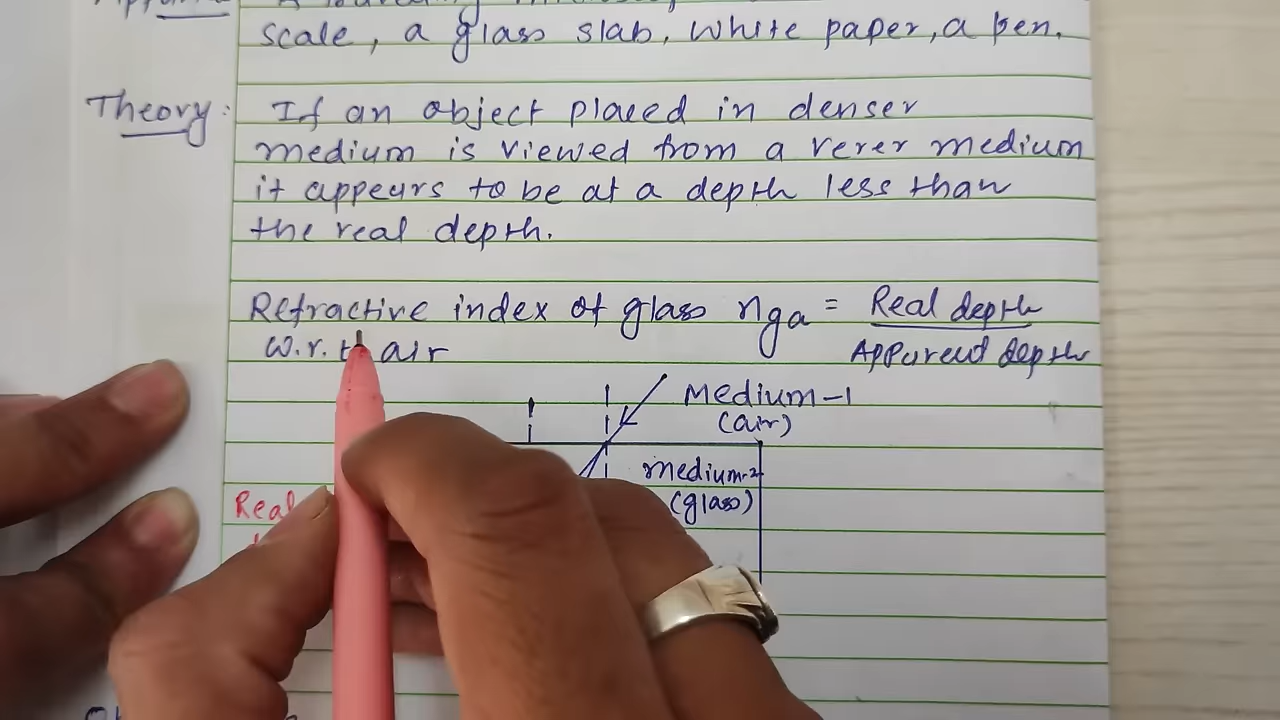 scale, a glass slab, white paper, a pen.
Theory: If an object placed in denser
medium is viewed from a rerer medium
it appears to be at a depth less than
the real depth.
Refractive index of glass nga = Real depth
w.r.t air Apparent depth
Medium-1
(air)
medium-2
Real (glass)